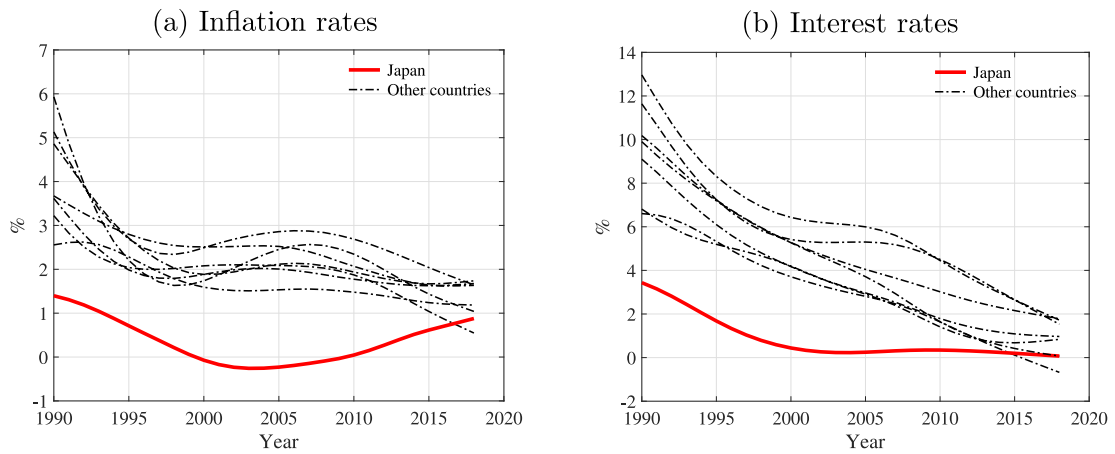 (a) Inflation rates
7
6
5
4
3
2
1
0
-1
%
Japan
Other countries
1990 1995 2000 2005 2010 2015 2020
Year
(b) Interest rates
14
12
10
8
6
4
2
0
-2
%
Japan
Other countries
1990 1995 2000 2005 2010 2015 2020
Year